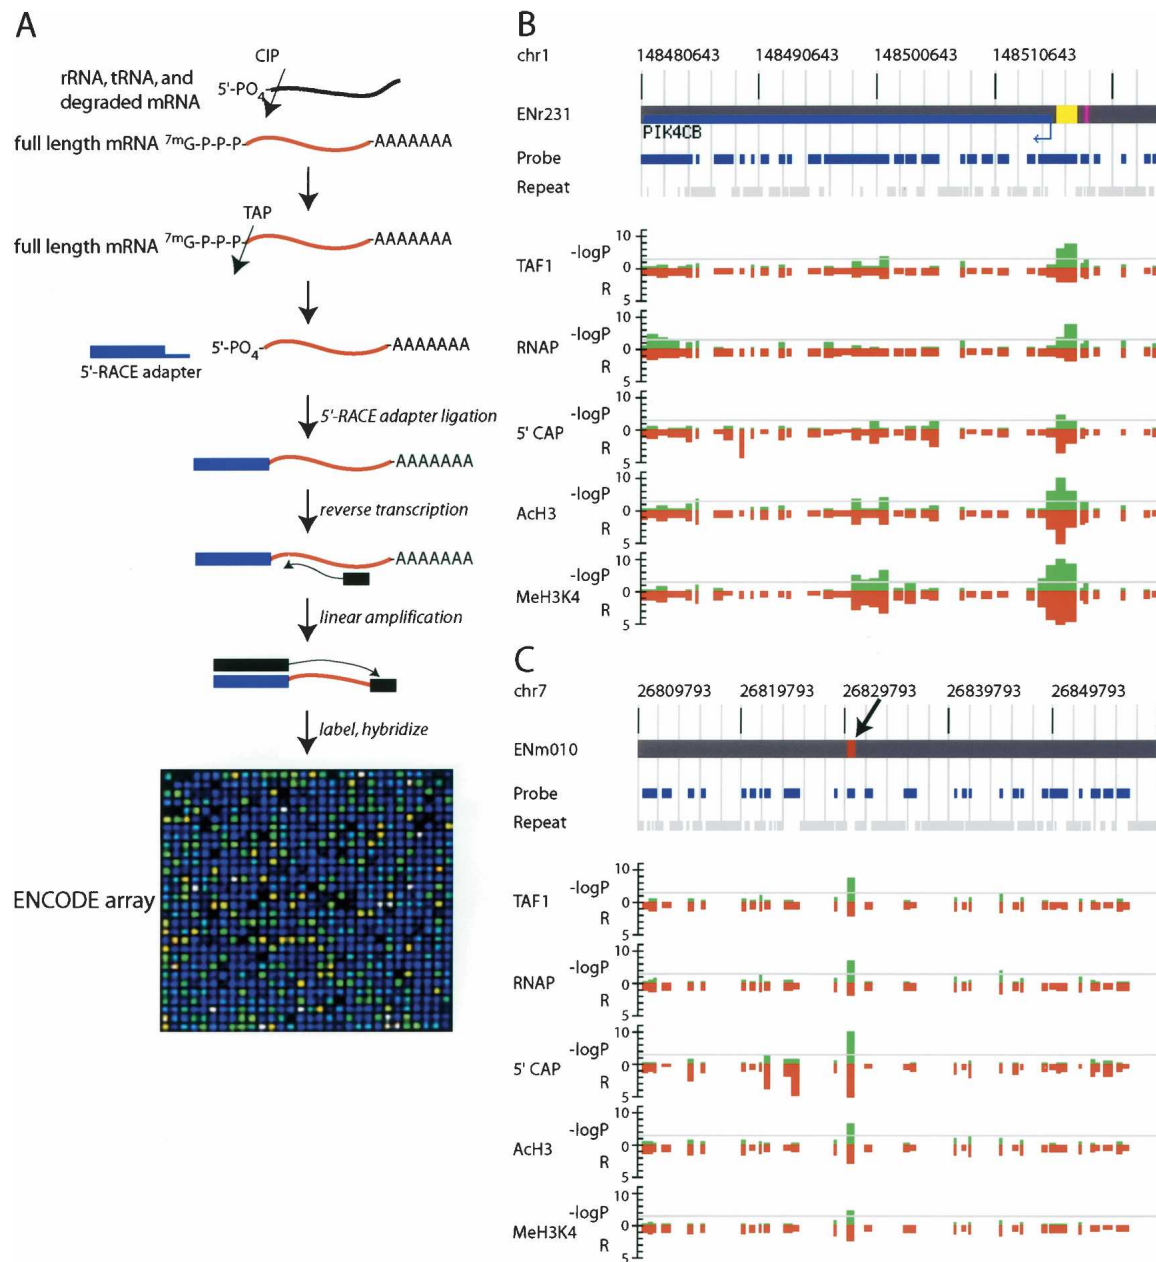 A
CIP
rRNA, tRNA, and
degraded mRNA
5'-PO4-
full length mRNA 7mG-P-P-P- -AAAAAAA
TAP
full length mRNA 7mG-P-P-P- -AAAAAAA
5'-PO4- -AAAAAAA
5'-RACE adapter
5'-RACE adapter ligation
-AAAAAAA
reverse transcription
-AAAAAAA
linear amplification
label, hybridize
ENCODE array
B
chr1 148480643 148490643 148500643 148510643
ENr231
PIK4CB
Probe
Repeat
TAF1 10 -logP 0 R 5
RNAP 10 -logP 0 R 5
5' CAP 10 -logP 0 R 5
AcH3 10 -logP 0 R 5
MeH3K4 10 -logP 0 R 5
C
chr7 26809793 26819793 26829793 26839793 26849793
ENm010
Probe
Repeat
TAF1 10 -logP 0 R 5
RNAP 10 -logP 0 R 5
5' CAP 10 -logP 0 R 5
AcH3 10 -logP 0 R 5
MeH3K4 10 -logP 0 R 5